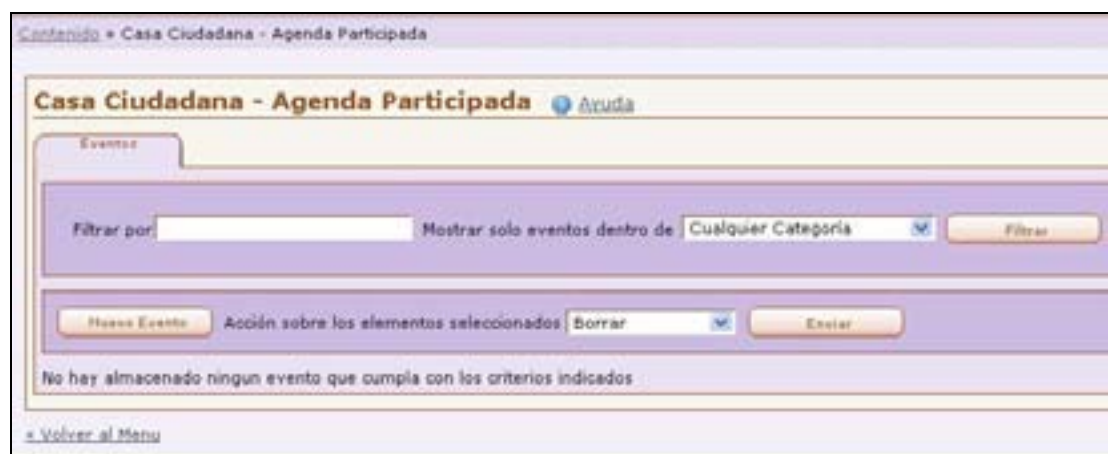 Contenido » Casa Ciudadana - Agenda Participada
Casa Ciudadana - Agenda Participada Ayuda
Eventos
Filtrar por Mostrar solo eventos dentro de Cualquier Categoría Filtrar
Nuevo Evento Acción sobre los elementos seleccionados Borrar Enviar
No hay almacenado ningun evento que cumpla con los criterios indicados
« Volver al Menu